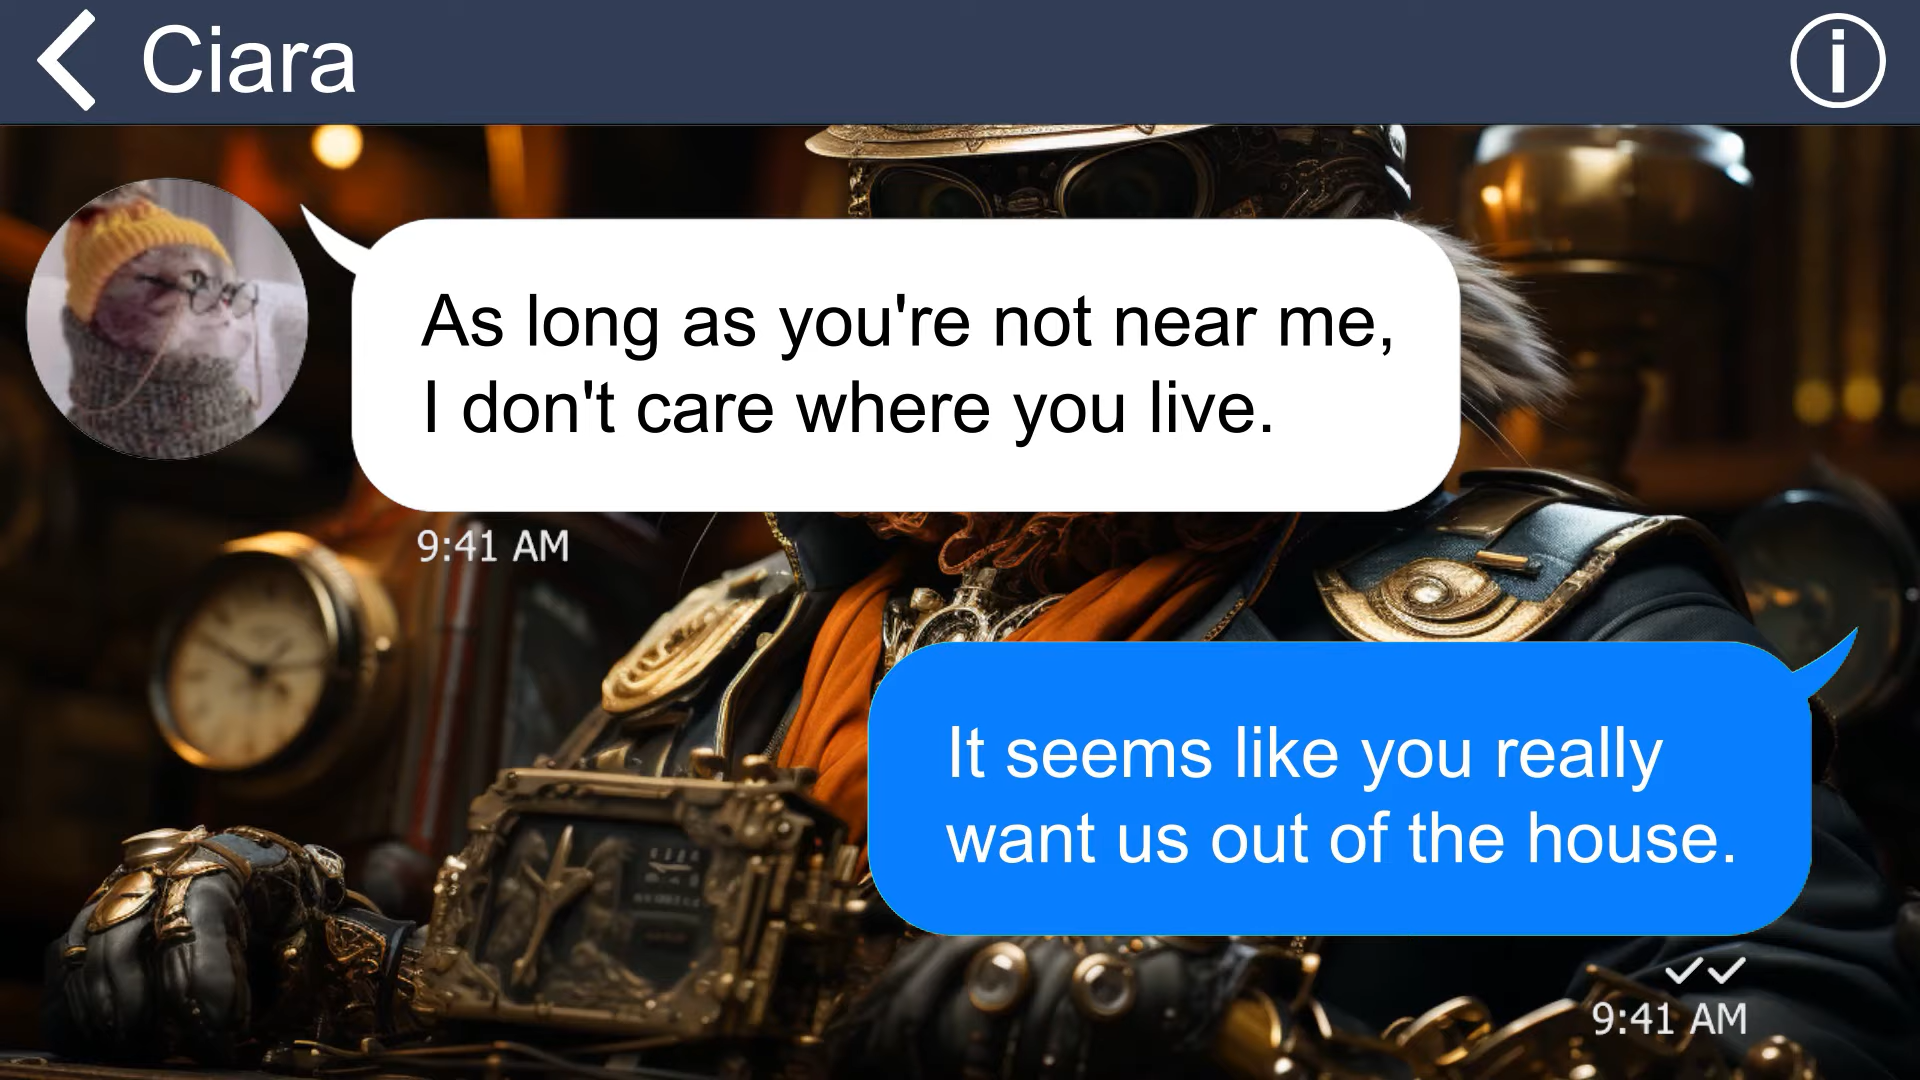 Ciara
As long as you're not near me,
I don't care where you live.
9:41 AM
It seems like you really
want us out of the house.
9:41 AM